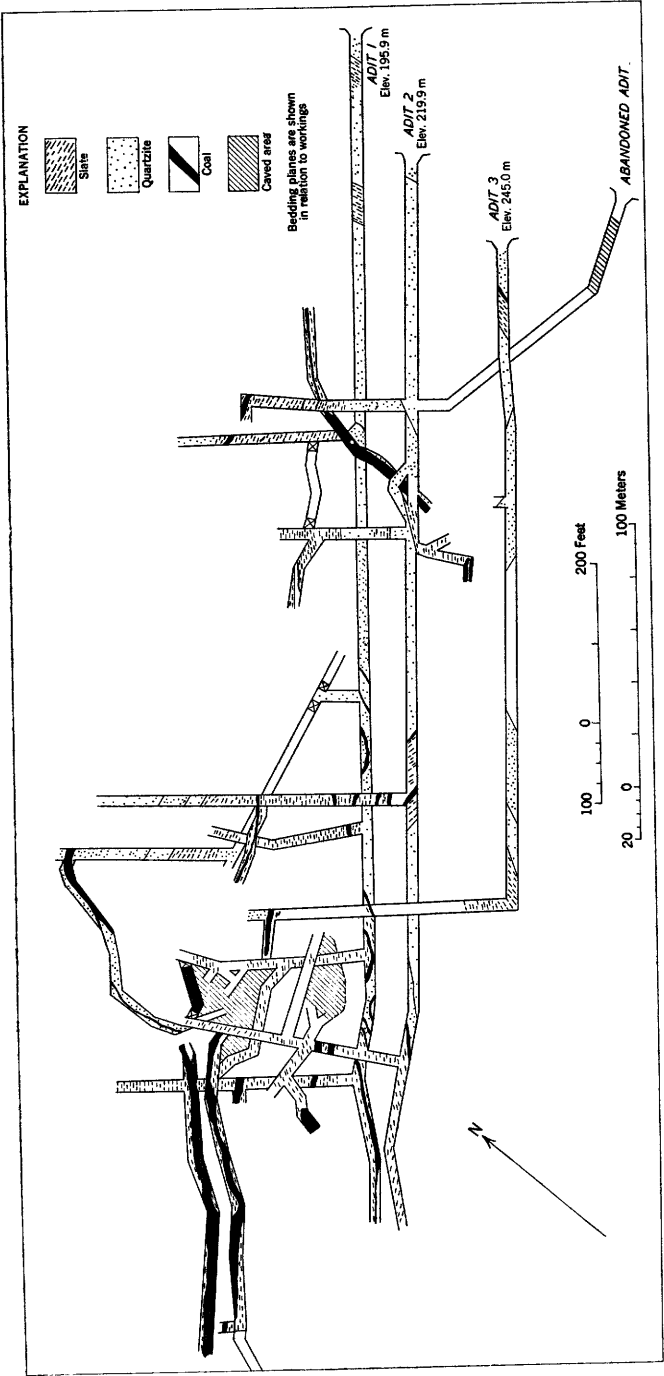 EXPLANATION
Slate
Quartzite
Coal
Caved area
Bedding planes are shown
in relation to workings
ADIT 1
Elev. 195.9 m
ADIT 2
Elev. 219.9 m
ADIT 3
Elev. 245.0 m
ABANDONED ADIT
N
100 0 200 Feet
20 0 100 Meters